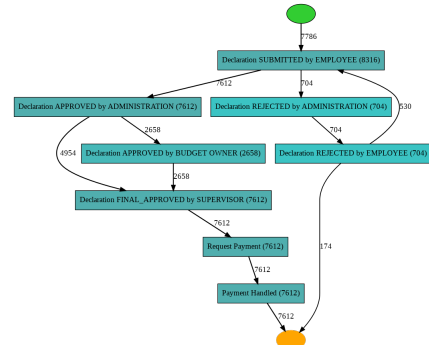 7786
Declaration SUBMITTED by EMPLOYEE (8316)
7612
704
530
Declaration APPROVED by ADMINISTRATION (7612)
Declaration REJECTED by ADMINISTRATION (704)
2658
704
4954
Declaration APPROVED by BUDGET OWNER (2658)
Declaration REJECTED by EMPLOYEE (704)
2658
Declaration FINAL_APPROVED by SUPERVISOR (7612)
7612
Request Payment (7612)
174
7612
Payment Handled (7612)
7612